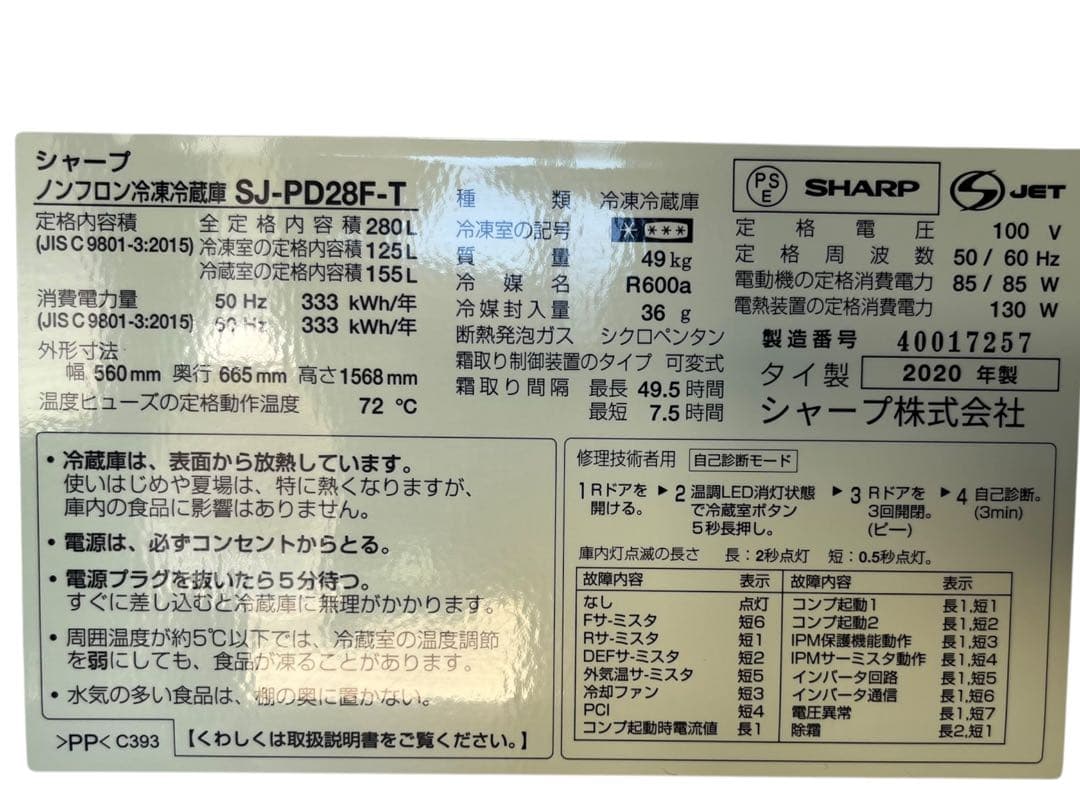 シャープ
ノンフロン冷凍冷蔵庫 SJ-PD28F-T
定格内容積 全定格内容積 280L
(JIS C 9801-3:2015) 冷凍室の定格内容積 125L
冷蔵室の定格内容積 155L
消費電力量 50 Hz 333 kWh/年
(JIS C 9801-3:2015) Hz 333 kWh/年
外形寸法
幅 560mm 奥行 665mm 高さ 1568mm
温度ヒューズの定格動作温度 72 ℃
種類 冷凍冷蔵庫
冷凍室の記号 * ***
質量 49kg
冷媒名 R600a
冷媒封入量 36 g
断熱発泡ガス シクロペンタン
霜取り制御装置のタイプ 可変式
霜取り間隔 最長 49.5 時間
最短 7.5 時間
PS E SHARP S JET
定格電圧 100 V
定格周波数 50 / 60 Hz
電動機の定格消費電力 85 / 85 W
電熱装置の定格消費電力 130 W
製造番号 40017257
タイ製 2020 年製
シャープ株式会社
・冷蔵庫は、表面から放熱しています。
使いはじめや夏場は、特に熱くなりますが、
庫内の食品に影響はありません。
・電源は、必ずコンセントからとる。
・電源プラグを抜いたら5分待つ。
すぐに差し込むと冷蔵庫に無理がかかります。
・周囲温度が約5℃以下では、冷蔵室の温度調節
を弱にしても、食品が凍ることがあります。
・水気の多い食品は、棚の奥に置かない。
>PP< C393 【くわしくは取扱説明書をご覧ください。】
修理技術者用 自己診断モード
1 Rドアを開ける。 ▶ 2 温調LED消灯状態で冷蔵室ボタン5秒長押し。 ▶ 3 Rドアを3回開閉。(ピー) ▶ 4 自己診断。(3min)
庫内灯点滅の長さ 長：2秒点灯 短：0.5秒点灯。
故障内容 表示 故障内容 表示
なし 点灯 コンプ起動1 長1,短1
Fサ-ミスタ 短6 コンプ起動2 長1,短2
Rサ-ミスタ 短1 IPM保護機能動作 長1,短3
DEFサ-ミスタ 短2 IPMサーミスタ動作 長1,短4
外気温サ-ミスタ 短5 インバータ回路 長1,短5
冷却ファン 短3 インバータ通信 長1,短6
PCI 短4 電圧異常 長1,短7
コンプ起動時電流値 長1 除霜 長2,短1